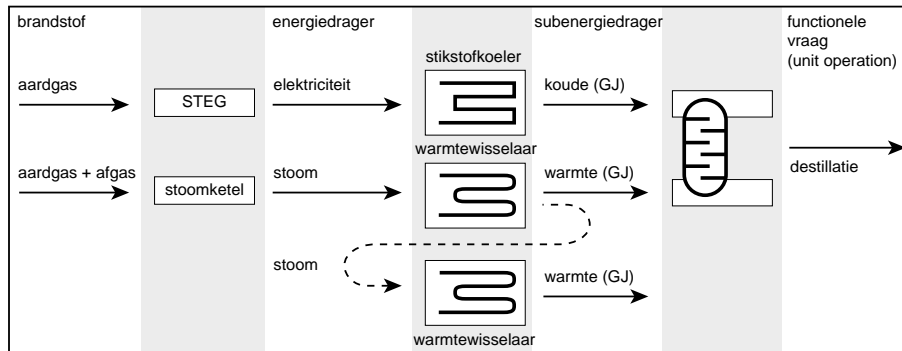 brandstof
energiedrager
subenergiedrager
functionele
vraag
(unit operation)
stikstofkoeler
aardgas
STEG
elektriciteit
koude (GJ)
warmtewisselaar
aardgas + afgas
stoomketel
stoom
warmte (GJ)
destillatie
stoom
warmte (GJ)
warmtewisselaar